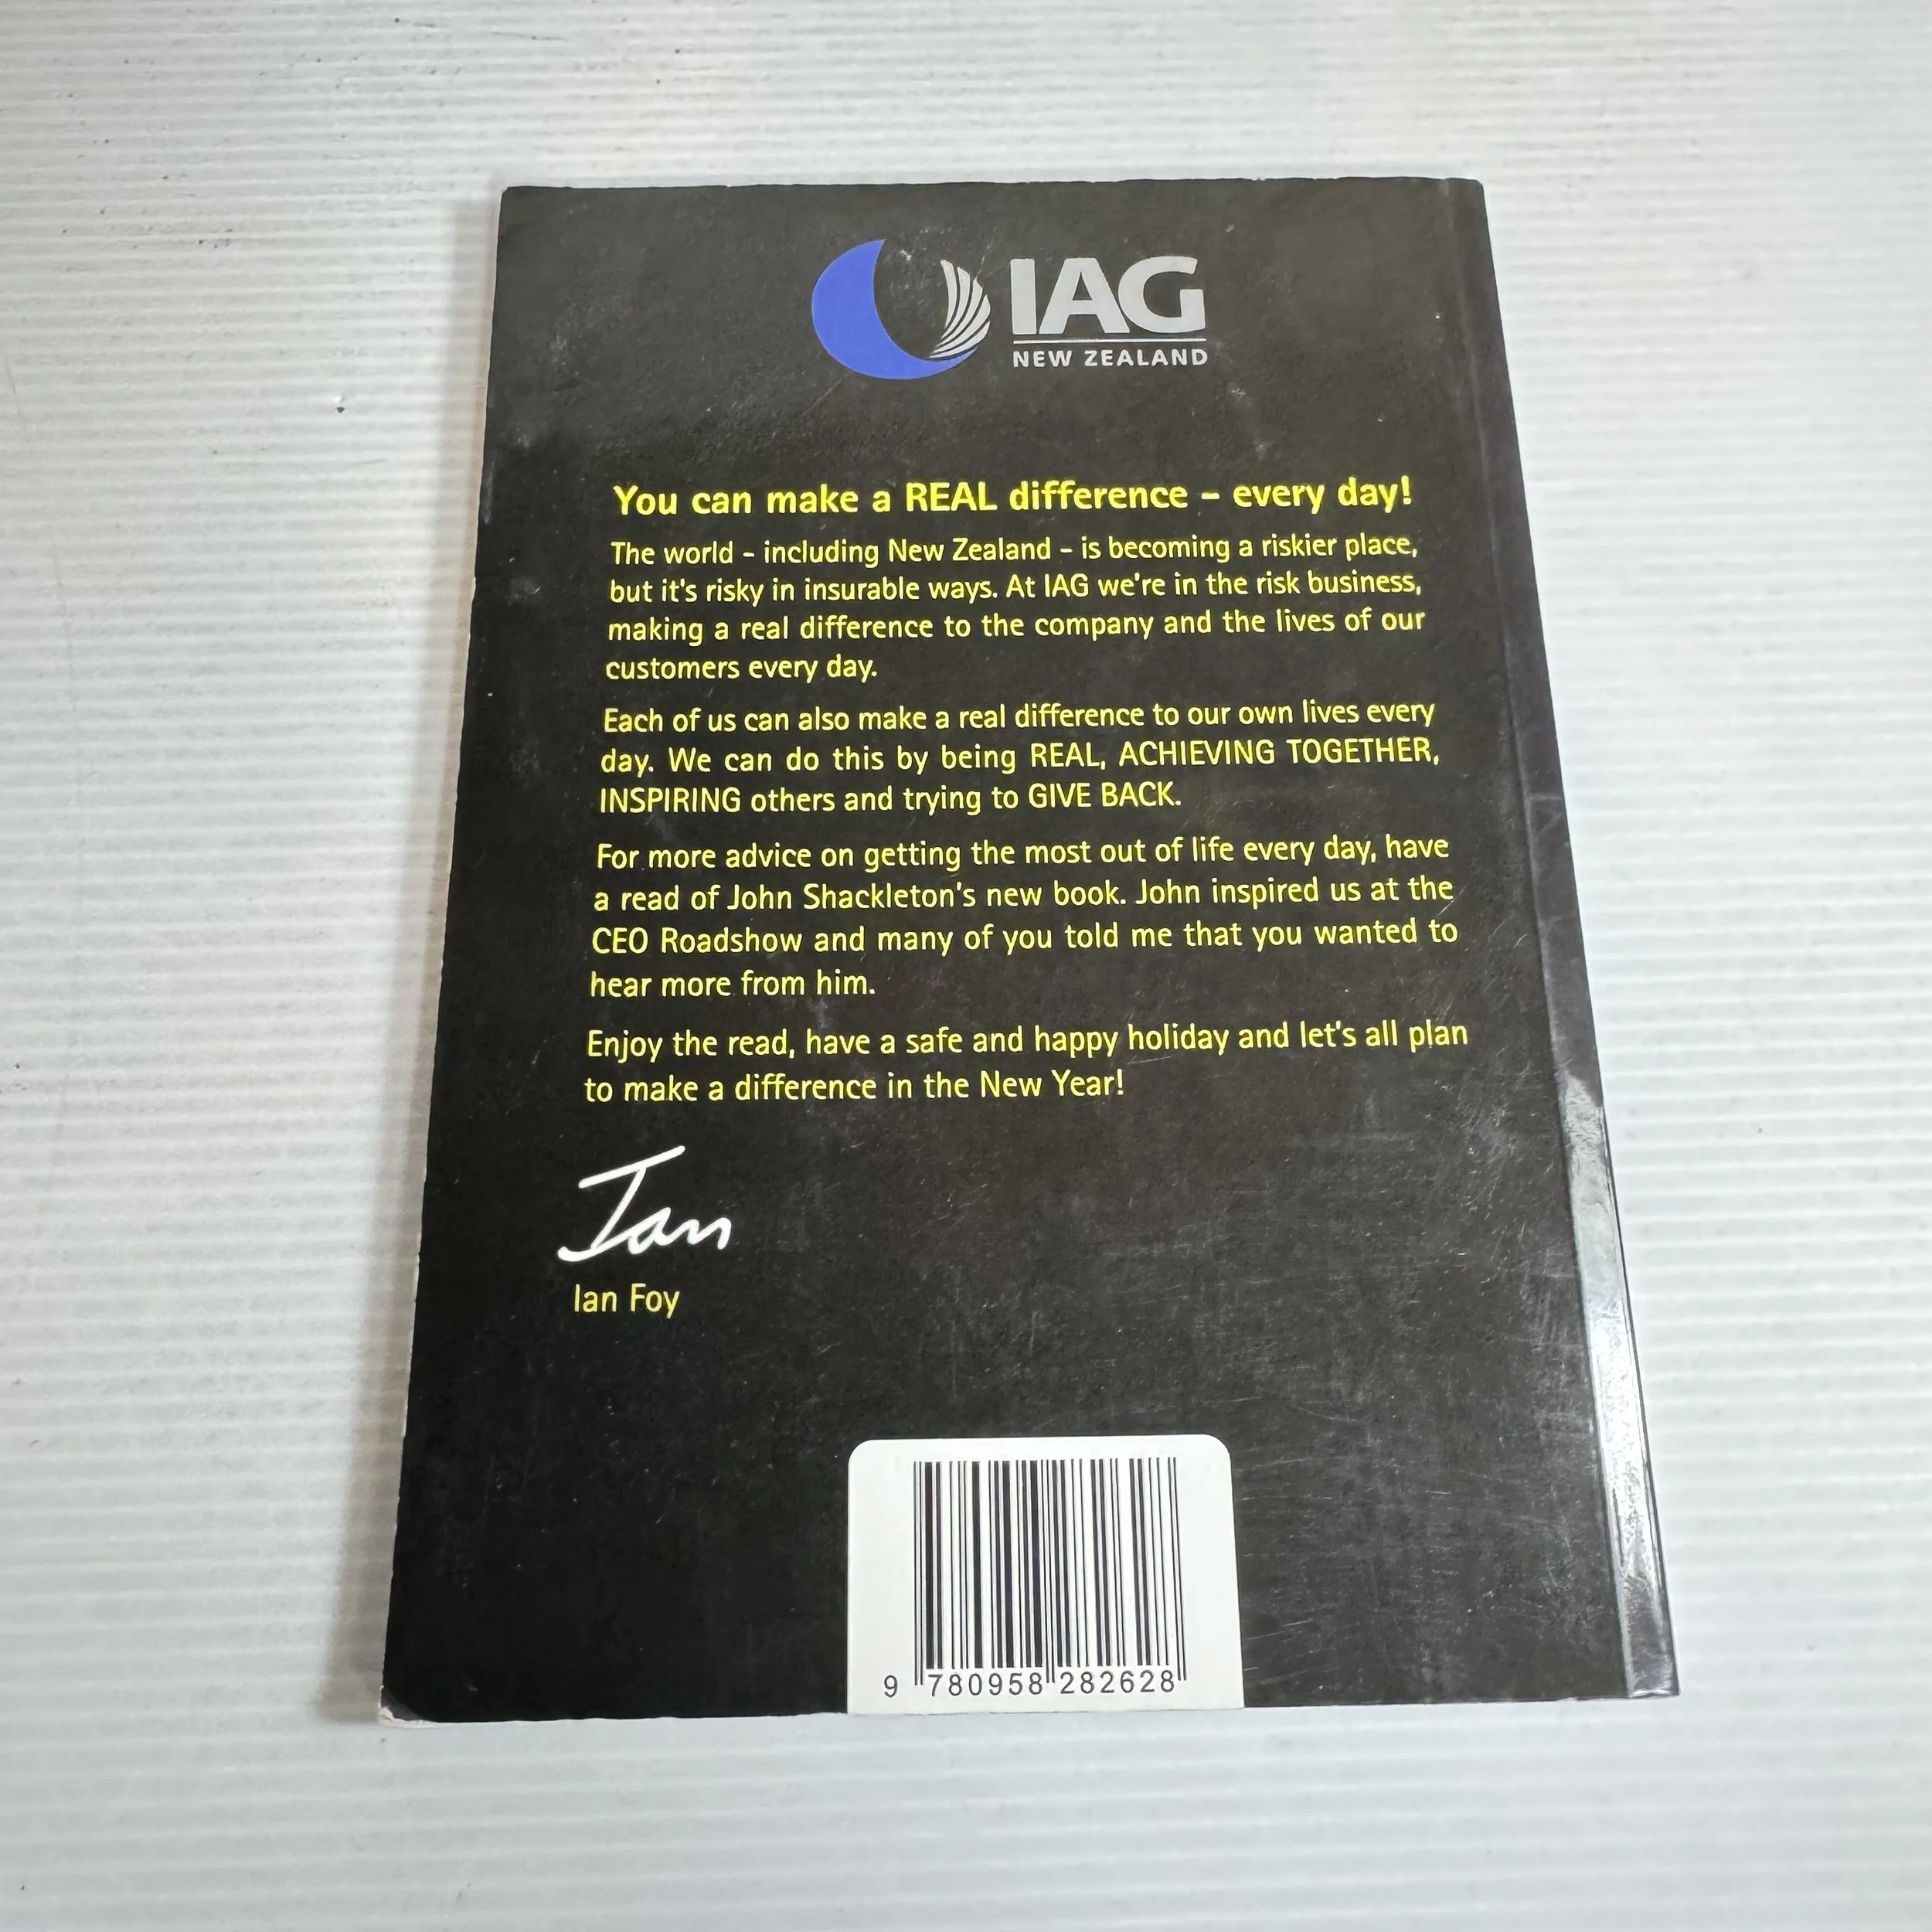 IAG
NEW ZEALAND
You can make a REAL difference - every day!
The world - including New Zealand - is becoming a riskier place,
but it's risky in insurable ways. At IAG we're in the risk business,
making a real difference to the company and the lives of our
customers every day.
Each of us can also make a real difference to our own lives every
day. We can do this by being REAL, ACHIEVING TOGETHER,
INSPIRING others and trying to GIVE BACK.
For more advice on getting the most out of life every day, have
a read of John Shackleton's new book. John inspired us at the
CEO Roadshow and many of you told me that you wanted to
hear more from him.
Enjoy the read, have a safe and happy holiday and let's all plan
to make a difference in the New Year!
Ian
Ian Foy
9 780958 282628